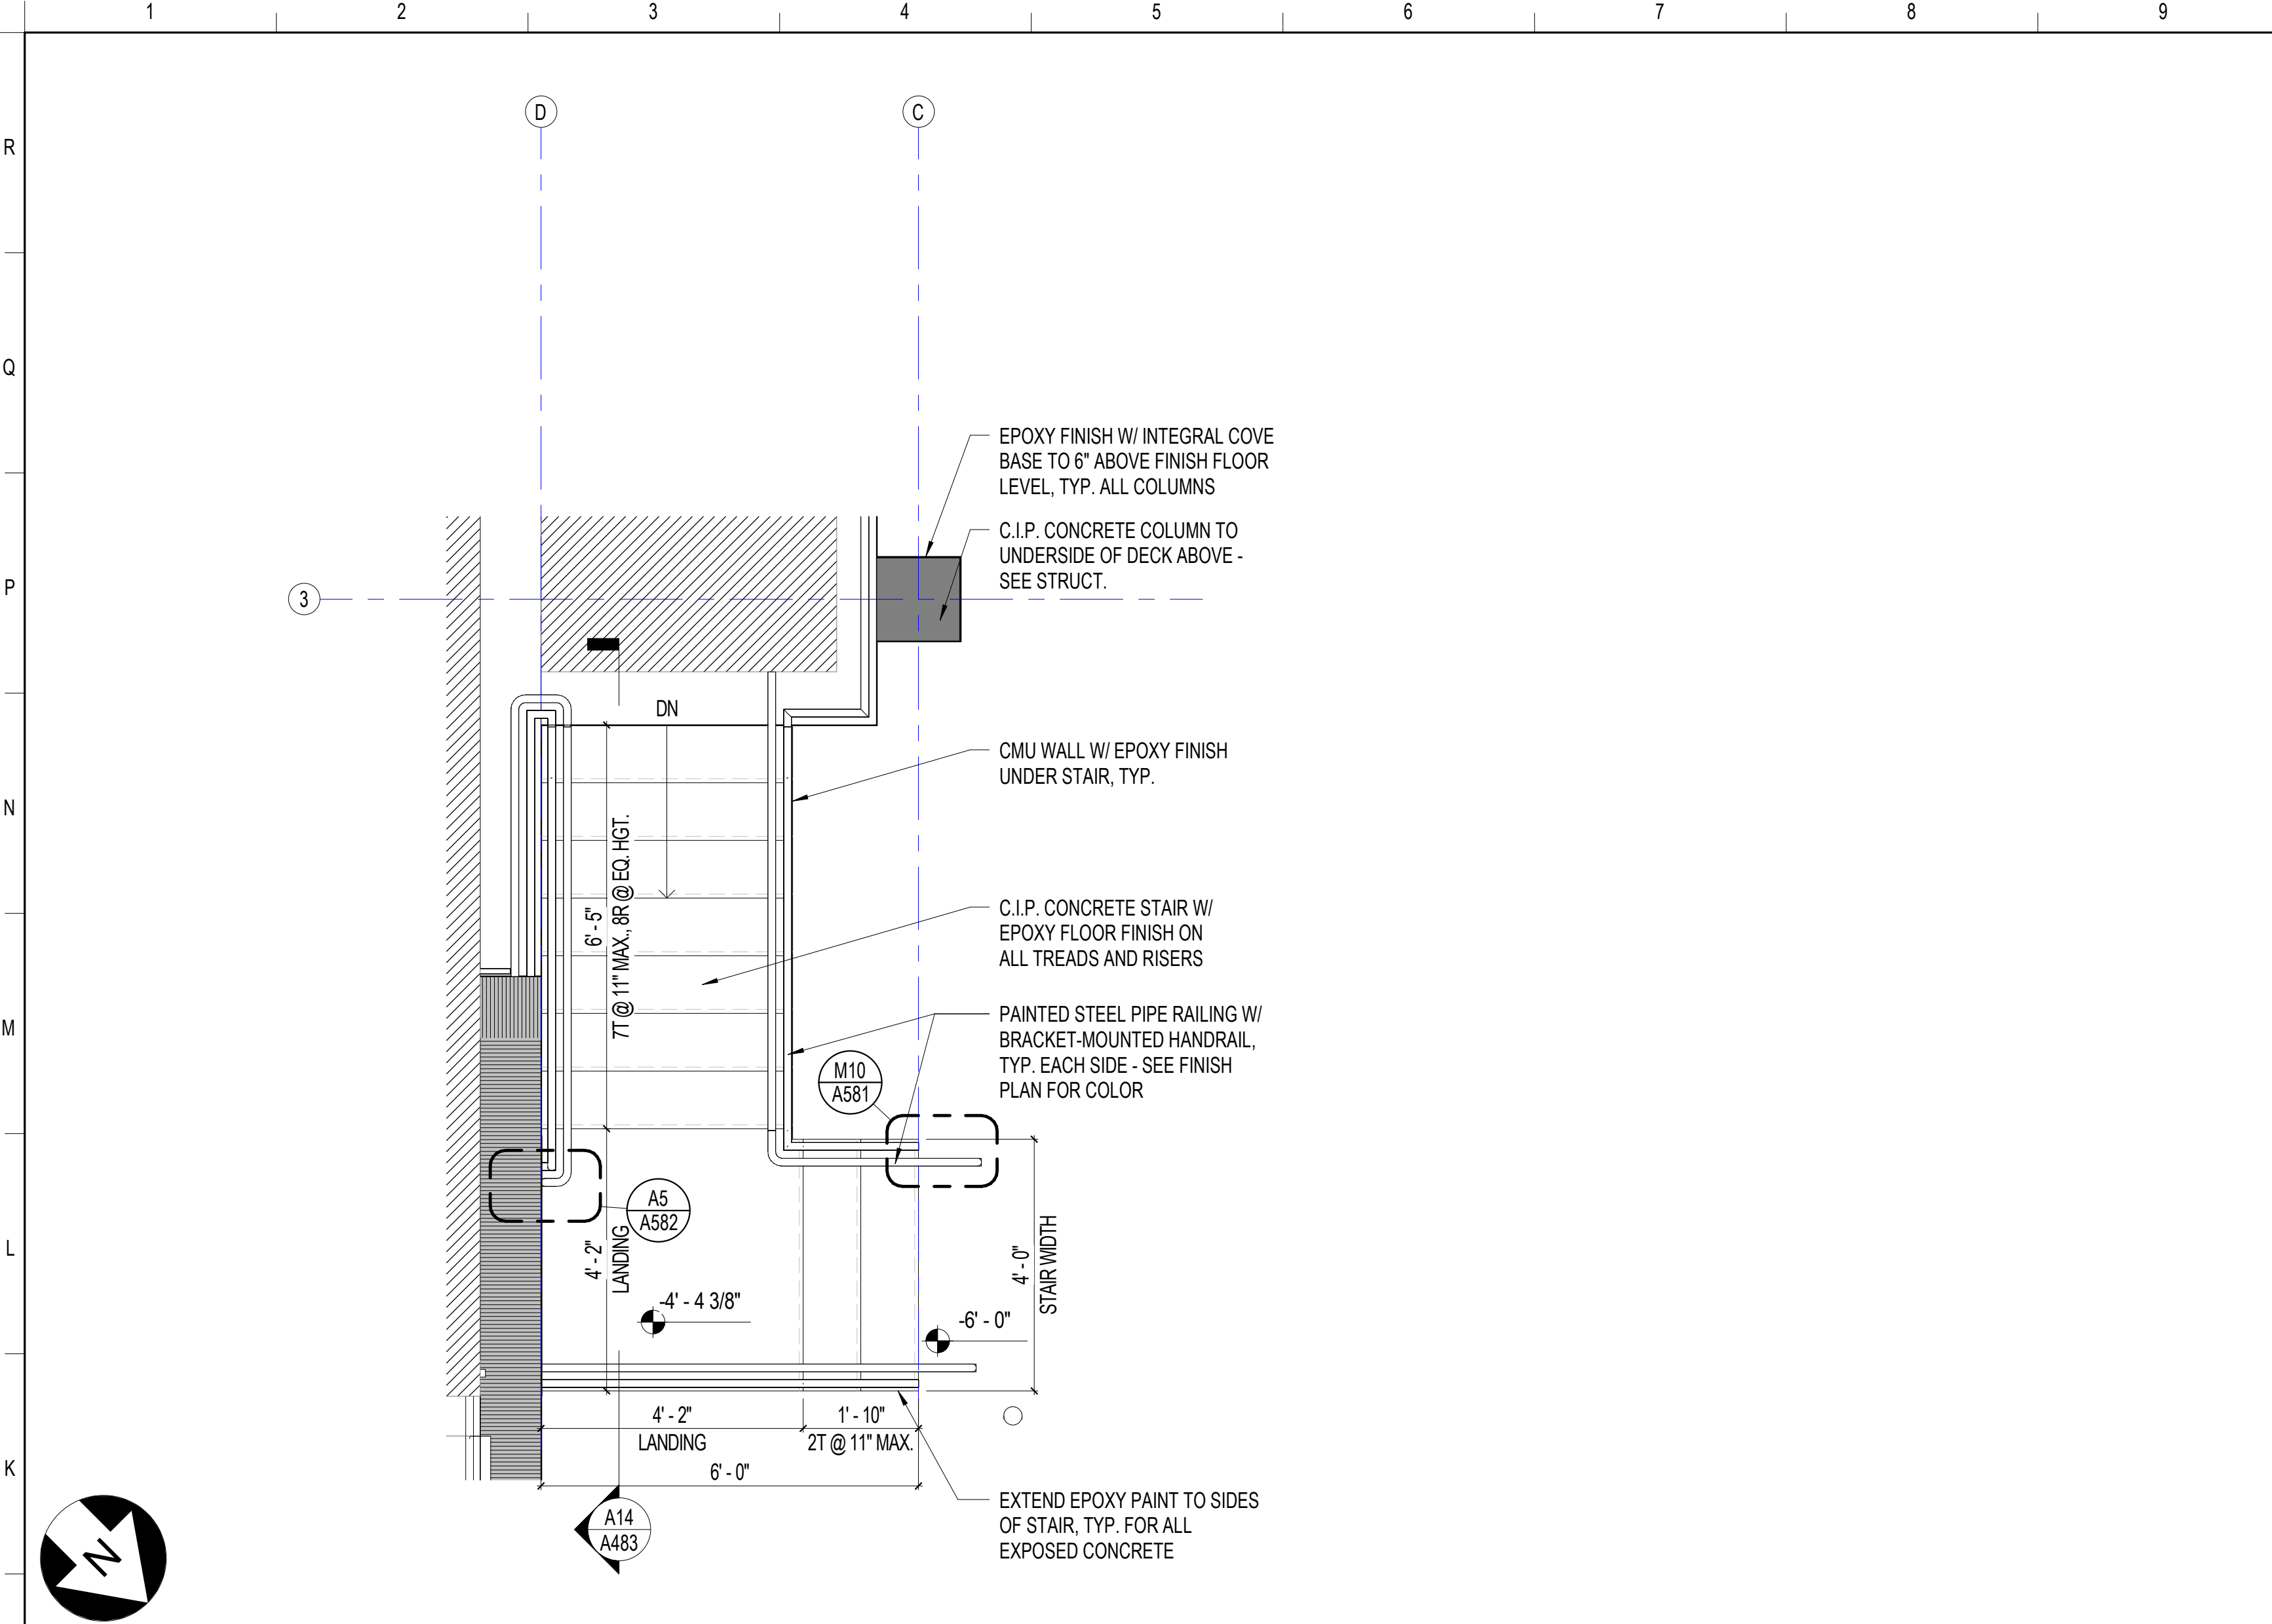 1 2 3 4 5 6 7 8 9
R
Q
P
N
M
L
K
D
C
3
EPOXY FINISH W/ INTEGRAL COVE
BASE TO 6" ABOVE FINISH FLOOR
LEVEL, TYP. ALL COLUMNS
C.I.P. CONCRETE COLUMN TO
UNDERSIDE OF DECK ABOVE -
SEE STRUCT.
DN
CMU WALL W/ EPOXY FINISH
UNDER STAIR, TYP.
6' - 5"
7T @ 11" MAX., 8R @ EQ. HGT.
C.I.P. CONCRETE STAIR W/
EPOXY FLOOR FINISH ON
ALL TREADS AND RISERS
PAINTED STEEL PIPE RAILING W/
BRACKET-MOUNTED HANDRAIL,
TYP. EACH SIDE - SEE FINISH
PLAN FOR COLOR
M10
A581
A5
A582
4' - 2"
LANDING
4' - 0"
STAIR WIDTH
-4' - 4 3/8"
-6' - 0"
4' - 2"
LANDING
1' - 10"
2T @ 11" MAX.
6' - 0"
A14
A483
EXTEND EPOXY PAINT TO SIDES
OF STAIR, TYP. FOR ALL
EXPOSED CONCRETE
N